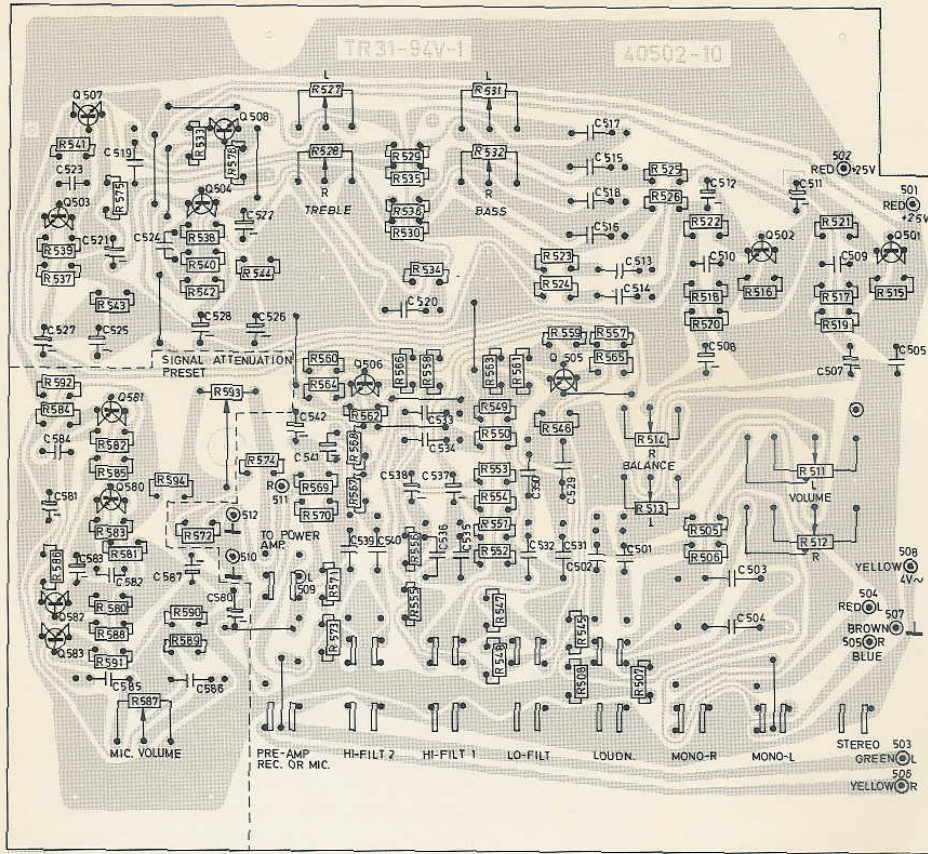 TR31-94V-1
40502-10
L
L
Q507
R527
R531
Q508
C517
R541
C519
R533
R578
C515
502
RED +25V
C523
R575
R528
R529
R535
R532
R525
R526
C512
C511
501
RED
+25V
Q503
Q504
R
R
C518
TREBLE
BASS
C522
R536
R530
C516
R522
Q502
R521
Q501
C521
C524
R538
R539
R540
R537
R544
R534
R523
C513
C510
C509
R542
R524
C514
R518
R516
R517
R515
R543
C520
R520
R519
C527
C525
C528
C526
R559
R557
C508
C505
SIGNAL ATTENUATION
PRESET
R560
Q506
R566
R558
R563
R561
Q505
R565
C507
R592
Q581
R593
R564
R584
R562
C533
R549
C542
R582
R550
R546
R514
C584
C541
R568
C534
R
R585
R574
R553
BALANCE
R511
L
Q580
R594
R
511
R569
C538
C537
C530
C529
VOLUME
C581
R567
R554
R513
L
512
R570
R583
R572
TO POWER
AMP.
R557
R505
R512
R
R581
C539
C540
R556
C536
C535
R552
C532
C531
C501
R506
R586
C583
510
C502
508
YELLOW
4V~
C582
C587
L
509
R571
C503
Q582
R580
C580
R555
R547
504
RED L
R590
R588
R573
R545
C504
507
BROWN
Q583
R589
505 R
BLUE
R591
R548
R508
R507
C585
C586
R587
MIC. VOLUME
PRE-AMP
REC. OR MIC.
HI-FILT 2
HI-FILT 1
LO-FILT
LOUDN.
MONO-R
MONO-L
STEREO
503
GREEN L
506
YELLOW R